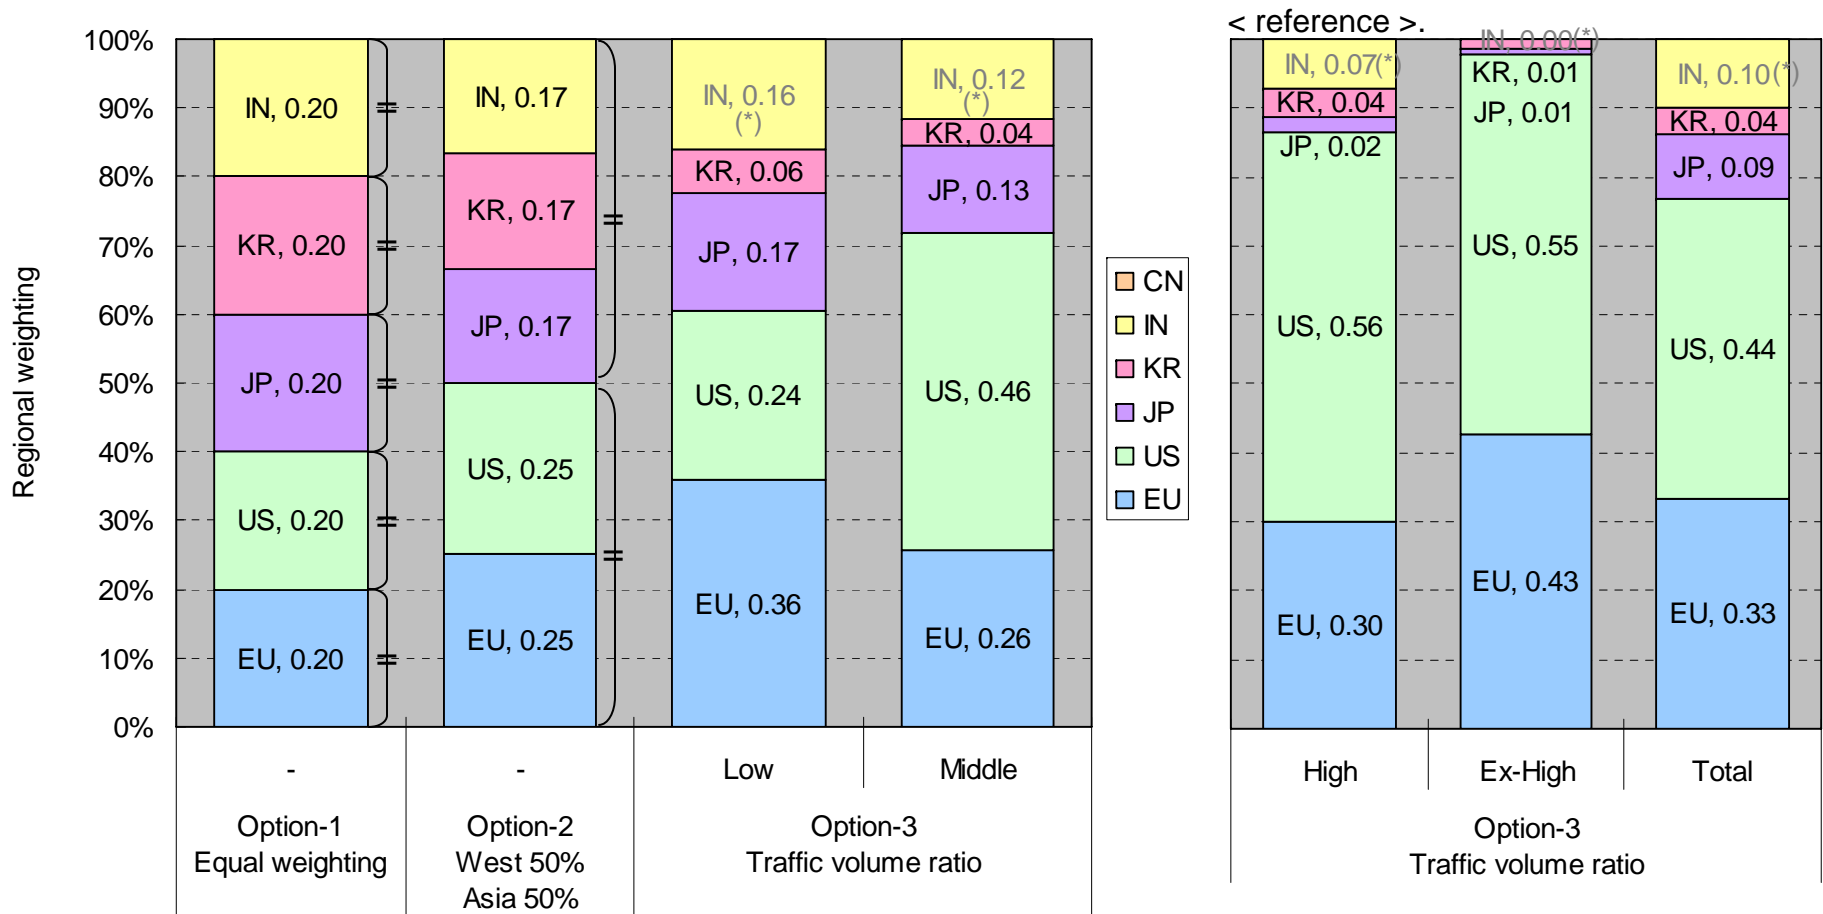 < reference >.
Regional weighting
100%
90%
80%
70%
60%
50%
40%
30%
20%
10%
0%
IN, 0.20
KR, 0.20
JP, 0.20
US, 0.20
EU, 0.20
IN, 0.17
KR, 0.17
JP, 0.17
US, 0.25
EU, 0.25
IN, 0.16
(*)
KR, 0.06
JP, 0.17
US, 0.24
EU, 0.36
IN, 0.12
(*)
KR, 0.04
JP, 0.13
US, 0.46
EU, 0.26
CN
IN
KR
JP
US
EU
IN, 0.07(*)
KR, 0.04
JP, 0.02
US, 0.56
EU, 0.30
IN, 0.00(*)
KR, 0.01
JP, 0.01
US, 0.55
EU, 0.43
IN, 0.10(*)
KR, 0.04
JP, 0.09
US, 0.44
EU, 0.33
-
-
Low
Middle
High
Ex-High
Total
Option-1
Equal weighting
Option-2
West 50%
Asia 50%
Option-3
Traffic volume ratio
Option-3
Traffic volume ratio